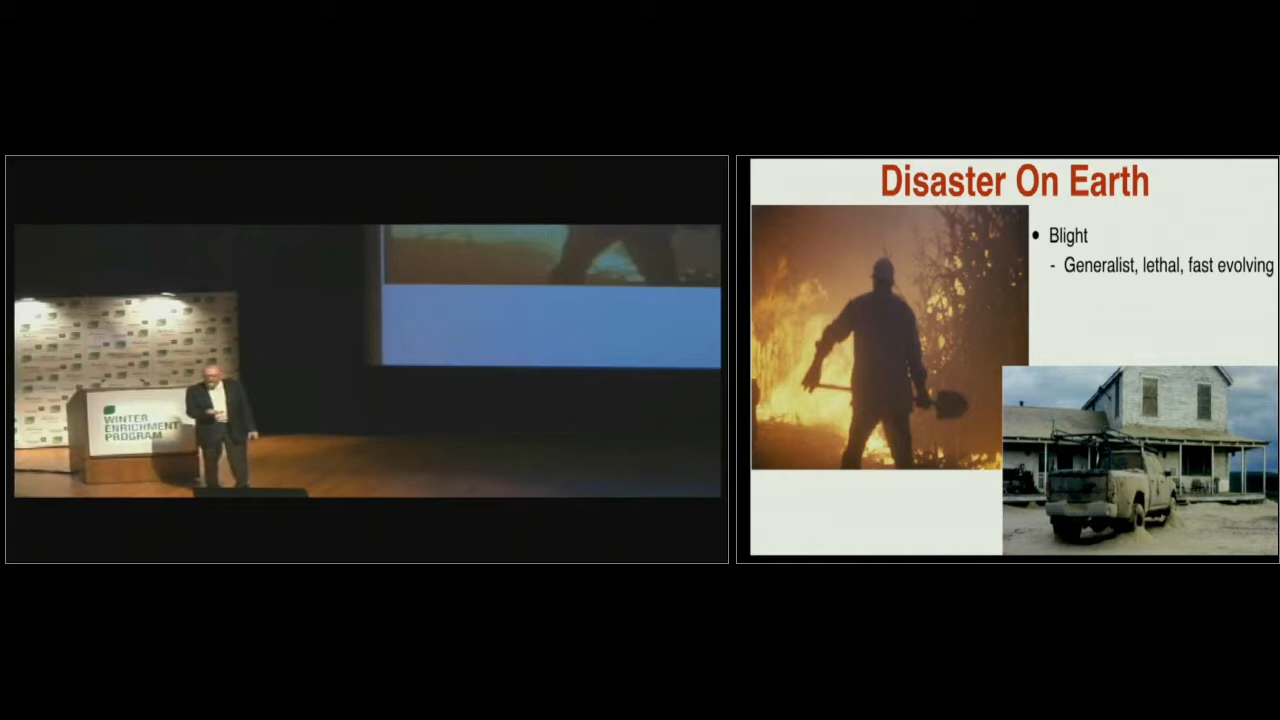 WINTER
ENRICHMENT
PROGRAM
Disaster On Earth
• Blight
- Generalist, lethal, fast evolving